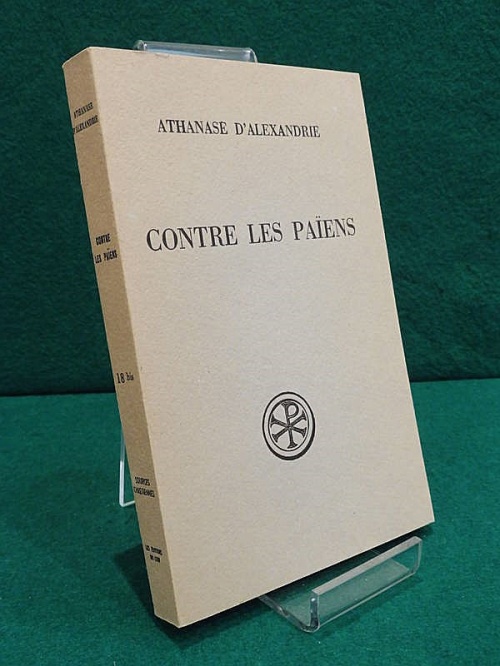 ATHANASE D'ALEXANDRIE
CONTRE LES PAÏENS
ATHANASE
D'ALEXANDRIE
CONTRE
LES PAÏENS
18 bis
SOURCES
CHRÉTIENNES